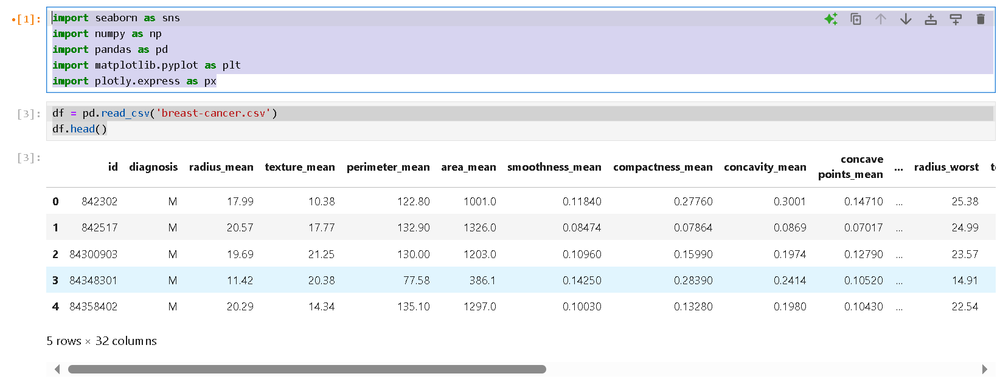 [1]: import seaborn as sns
import numpy as np
import pandas as pd
import matplotlib.pyplot as plt
import plotly.express as px
[3]: df = pd.read_csv('breast-cancer.csv')
df.head()
[3]:
id diagnosis radius_mean texture_mean perimeter_mean area_mean smoothness_mean compactness_mean concavity_mean concave points_mean ... radius_worst
0 842302 M 17.99 10.38 122.80 1001.0 0.11840 0.27760 0.3001 0.14710 ... 25.38
1 842517 M 20.57 17.77 132.90 1326.0 0.08474 0.07864 0.0869 0.07017 ... 24.99
2 84300903 M 19.69 21.25 130.00 1203.0 0.10960 0.15990 0.1974 0.12790 ... 23.57
3 84348301 M 11.42 20.38 77.58 386.1 0.14250 0.28390 0.2414 0.10520 ... 14.91
4 84358402 M 20.29 14.34 135.10 1297.0 0.10030 0.13280 0.1980 0.10430 ... 22.54
5 rows × 32 columns